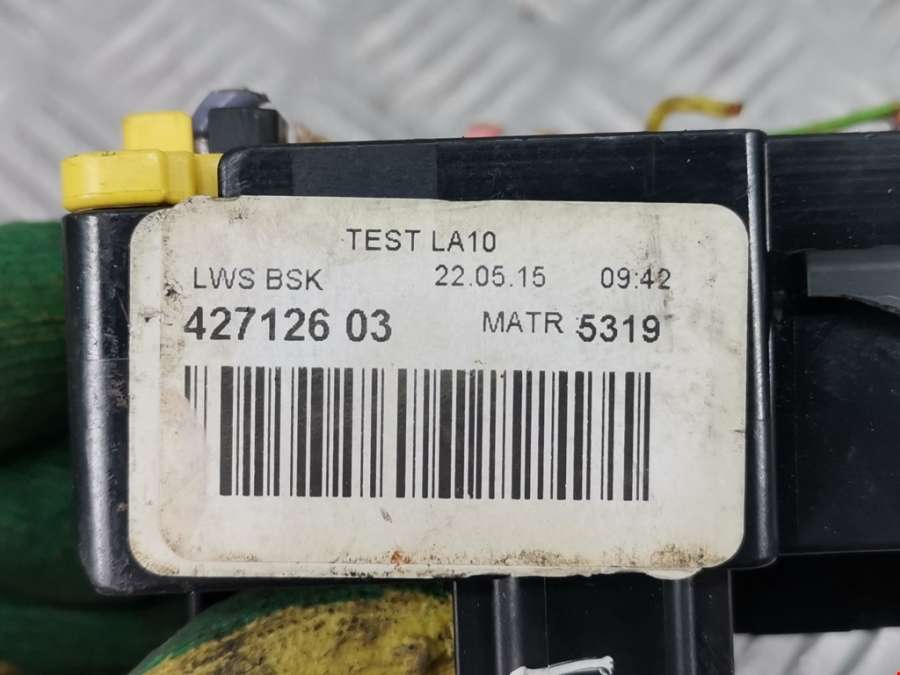 TEST LA10
LWS BSK 22.05.15 09:42
427126 03 MATR 5319